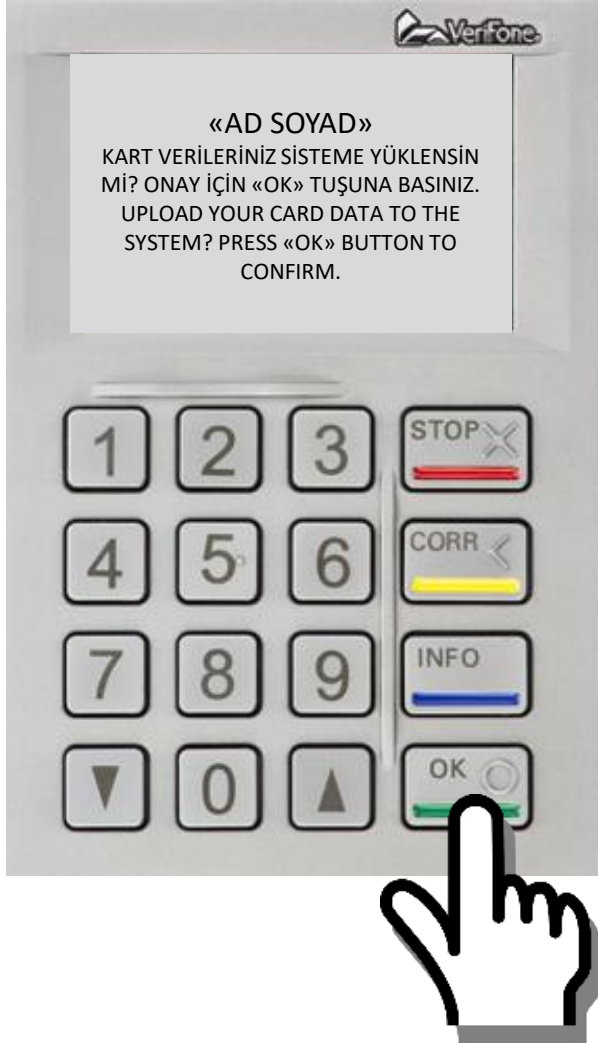 VeriFone
«AD SOYAD»
KART VERİLERİNİZ SİSTEME YÜKLENSİN
Mİ? ONAY İÇİN «OK» TUŞUNA BASINIZ.
UPLOAD YOUR CARD DATA TO THE
SYSTEM? PRESS «OK» BUTTON TO
CONFIRM.
1 2 3 STOP
4 5 6 CORR
7 8 9 INFO
0 OK